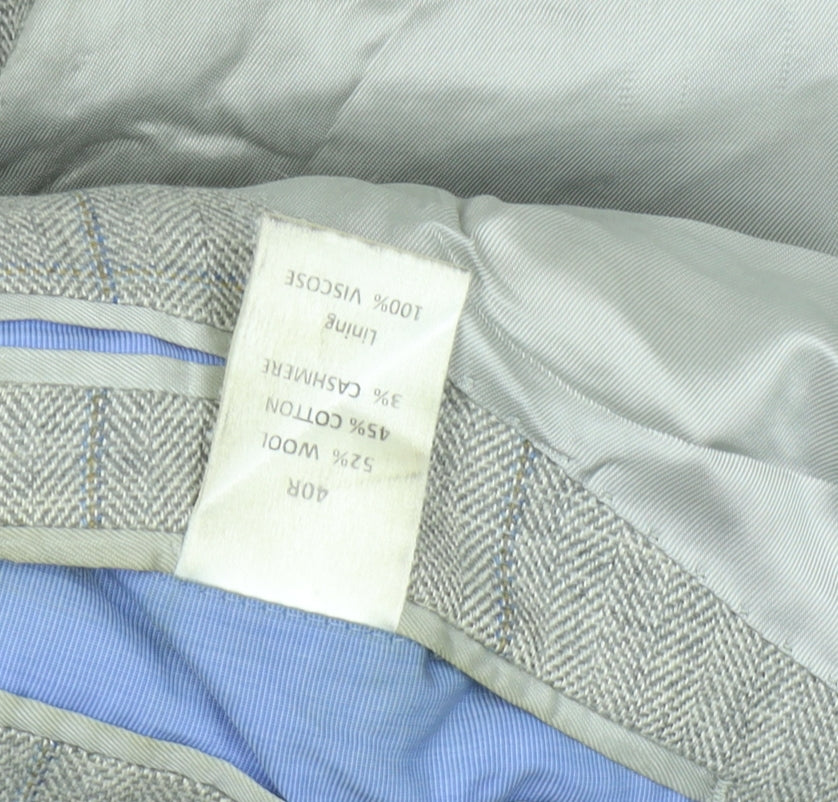 40R
52% WOOL
45% COTTON
3% CASHMERE
Lining
100% VISCOSE